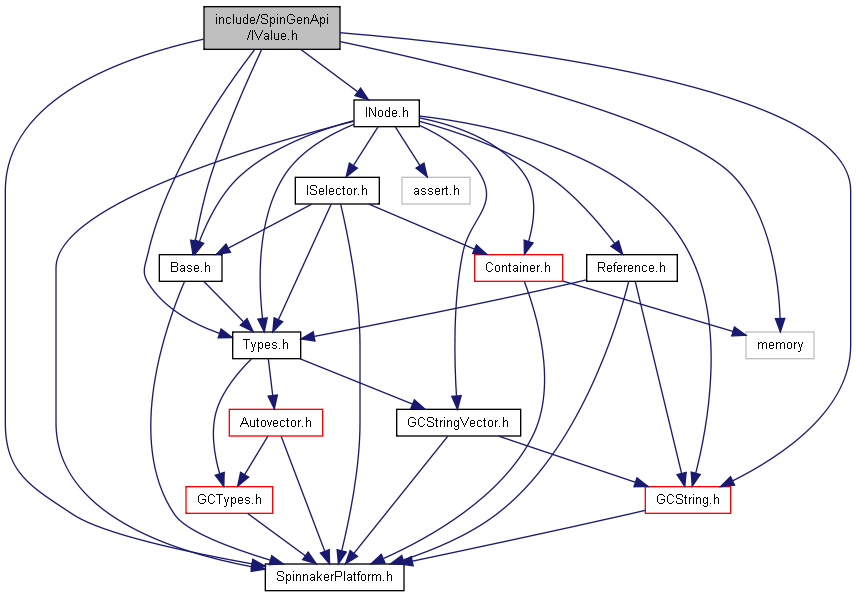 include/SpinGenApi
/IValue.h
INode.h
ISelector.h
assert.h
Base.h
Container.h
Reference.h
Types.h
memory
Autovector.h
GCStringVector.h
GCTypes.h
GCString.h
SpinnakerPlatform.h